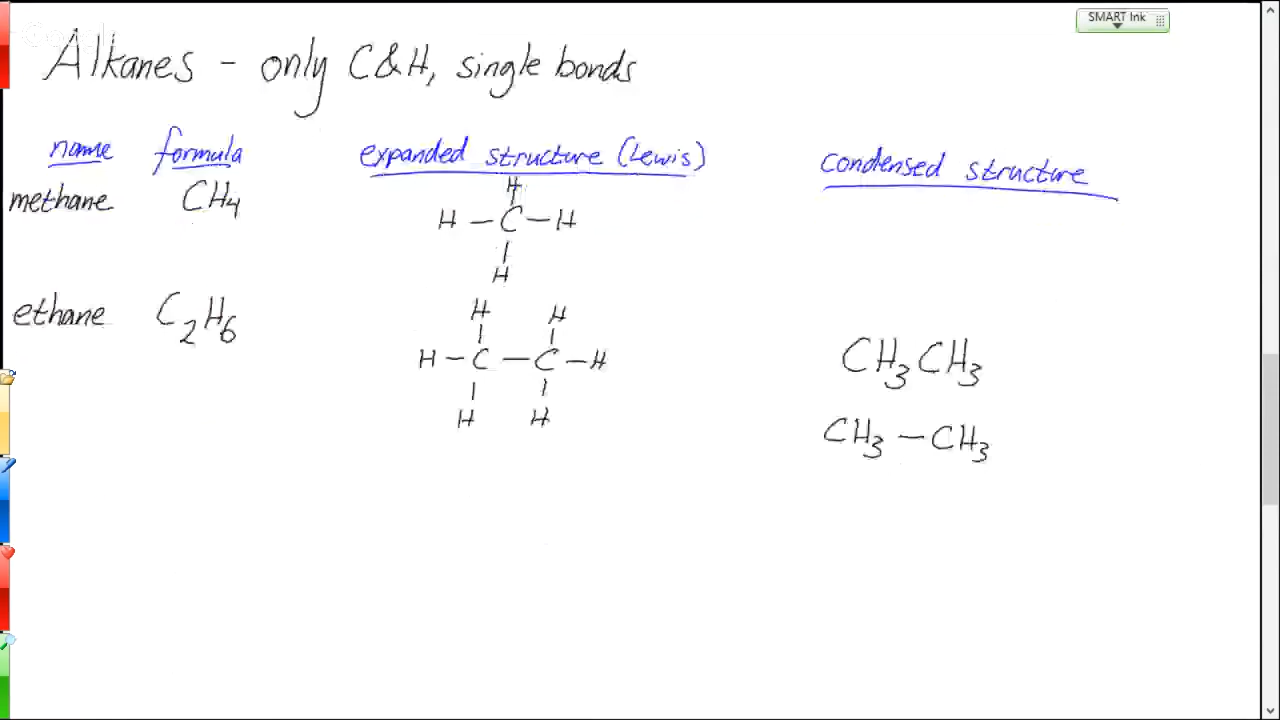 SMART Ink
Alkanes - only C&H, single bonds
name formula expanded structure (Lewis) condensed structure
methane CH4
H
H - C - H
H
ethane C2H6
H H
H - C - C - H
H H
CH3CH3
CH3 - CH3